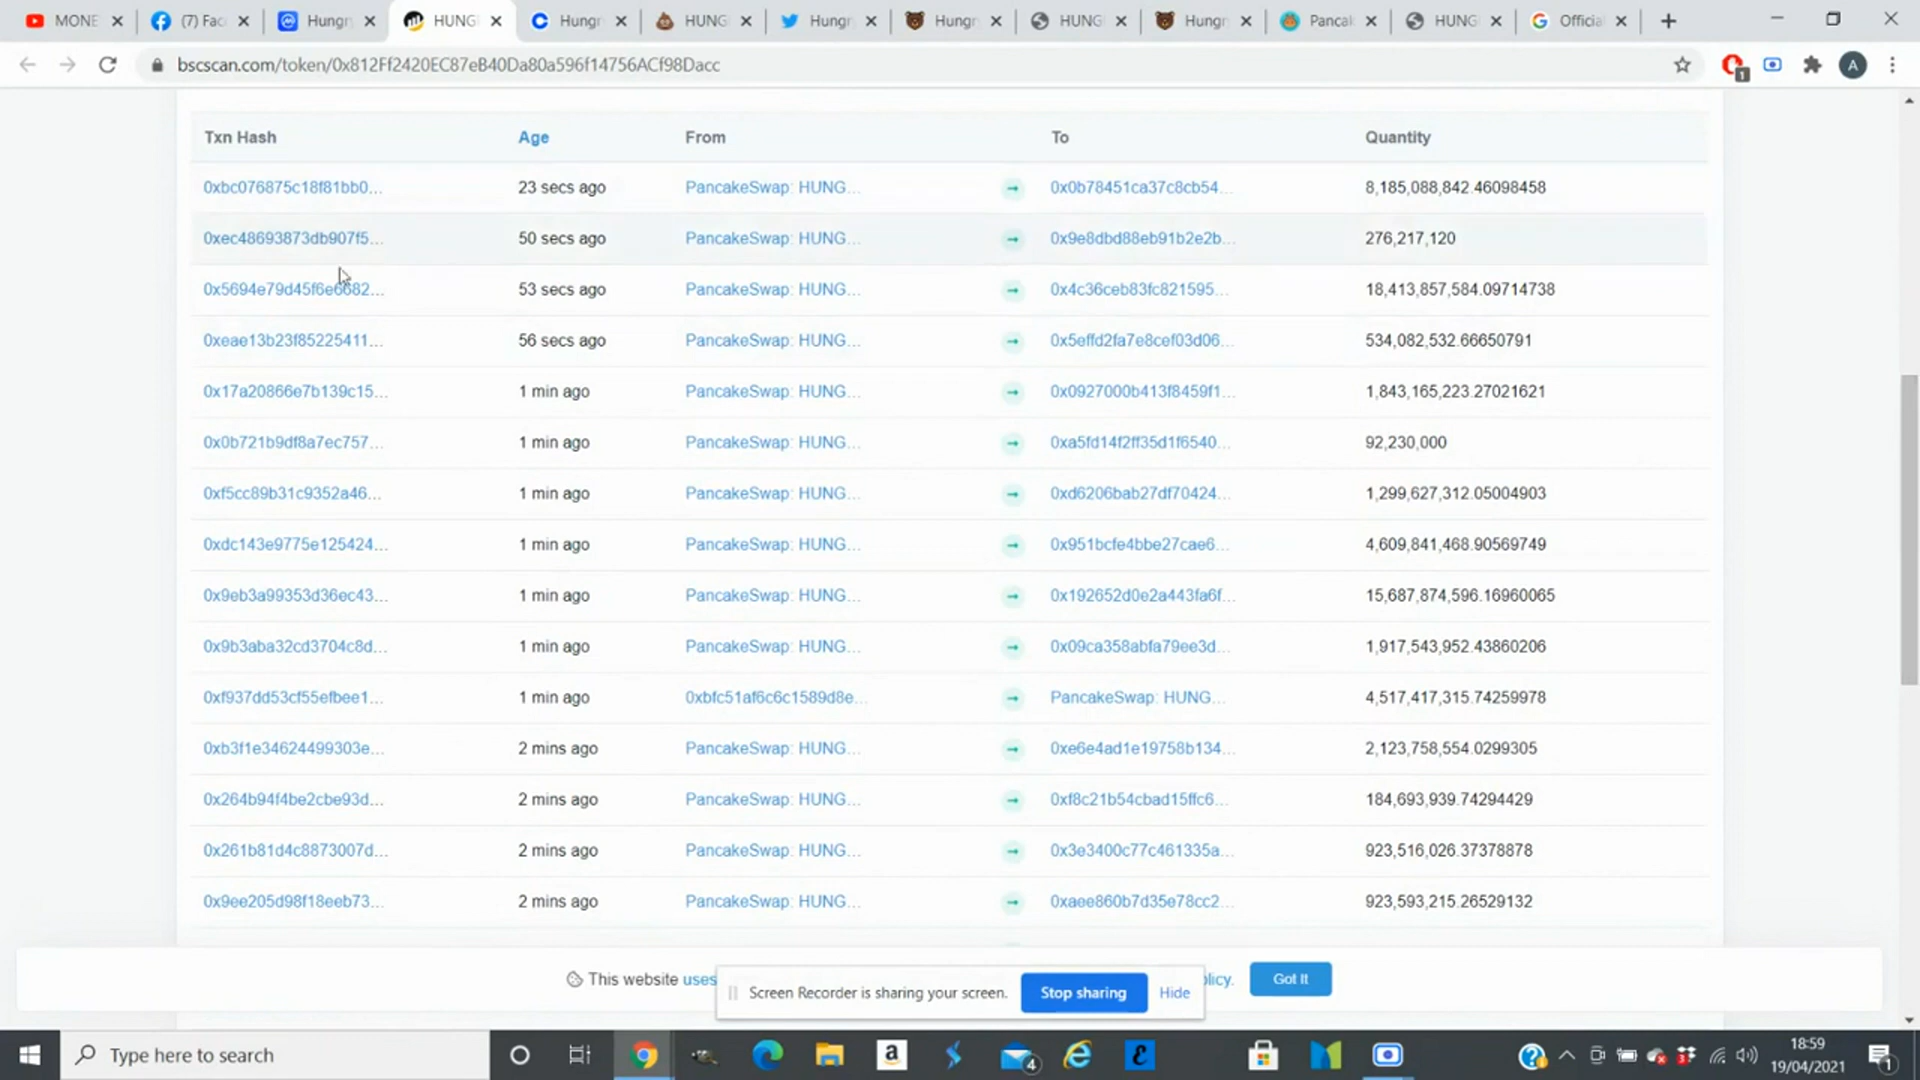 MONE
(7) Fac
Hungr
HUNG
Hungr
HUNG
Hungr
Hungr
HUNG
Hungr
Pancal
HUNG
Official
bscscan.com/token/0x812Ff2420EC87eB40Da80a596f14756ACf98Dacc
1
A
Txn Hash Age From To Quantity
0xbc076875c18f81bb0... 23 secs ago PancakeSwap: HUNG... 0x0b78451ca37c8cb54... 8,185,088,842.46098458
0xec48693873db907f5... 50 secs ago PancakeSwap: HUNG... 0x9e8dbd88eb91b2e2b... 276,217,120
0x5694e79d45f6e6682... 53 secs ago PancakeSwap: HUNG... 0x4c36ceb83fc821595... 18,413,857,584.09714738
0xeae13b23f85225411... 56 secs ago PancakeSwap: HUNG... 0x5effd2fa7e8cef03d06... 534,082,532.66650791
0x17a20866e7b139c15... 1 min ago PancakeSwap: HUNG... 0x0927000b413f8459f1... 1,843,165,223.27021621
0x0b721b9df8a7ec757... 1 min ago PancakeSwap: HUNG... 0xa5fd14f2ff35d1f6540... 92,230,000
0xf5cc89b31c9352a46... 1 min ago PancakeSwap: HUNG... 0xd6206bab27df70424... 1,299,627,312.05004903
0xdc143e9775e125424... 1 min ago PancakeSwap: HUNG... 0x951bcfe4bbe27cae6... 4,609,841,468.90569749
0x9eb3a99353d36ec43... 1 min ago PancakeSwap: HUNG... 0x192652d0e2a443fa6f... 15,687,874,596.16960065
0x9b3aba32cd3704c8d... 1 min ago PancakeSwap: HUNG... 0x09ca358abfa79ee3d... 1,917,543,952.43860206
0xf937dd53cf55efbee1... 1 min ago 0xbfc51af6c6c1589d8e... PancakeSwap: HUNG... 4,517,417,315.74259978
0xb3f1e34624499303e... 2 mins ago PancakeSwap: HUNG... 0xe6e4ad1e19758b134... 2,123,758,554.0299305
0x264b94f4be2cbe93d... 2 mins ago PancakeSwap: HUNG... 0xf8c21b54cbad15ffc6... 184,693,939.74294429
0x261b81d4c8873007d... 2 mins ago PancakeSwap: HUNG... 0x3e3400c77c461335a... 923,516,026.37378878
0x9ee205d98f18eeb73... 2 mins ago PancakeSwap: HUNG... 0xaee860b7d35e78cc2... 923,593,215.26529132
This website uses olicy. Got It
Screen Recorder is sharing your screen. Stop sharing Hide
Type here to search
a
4
3
18:59
19/04/2021
1